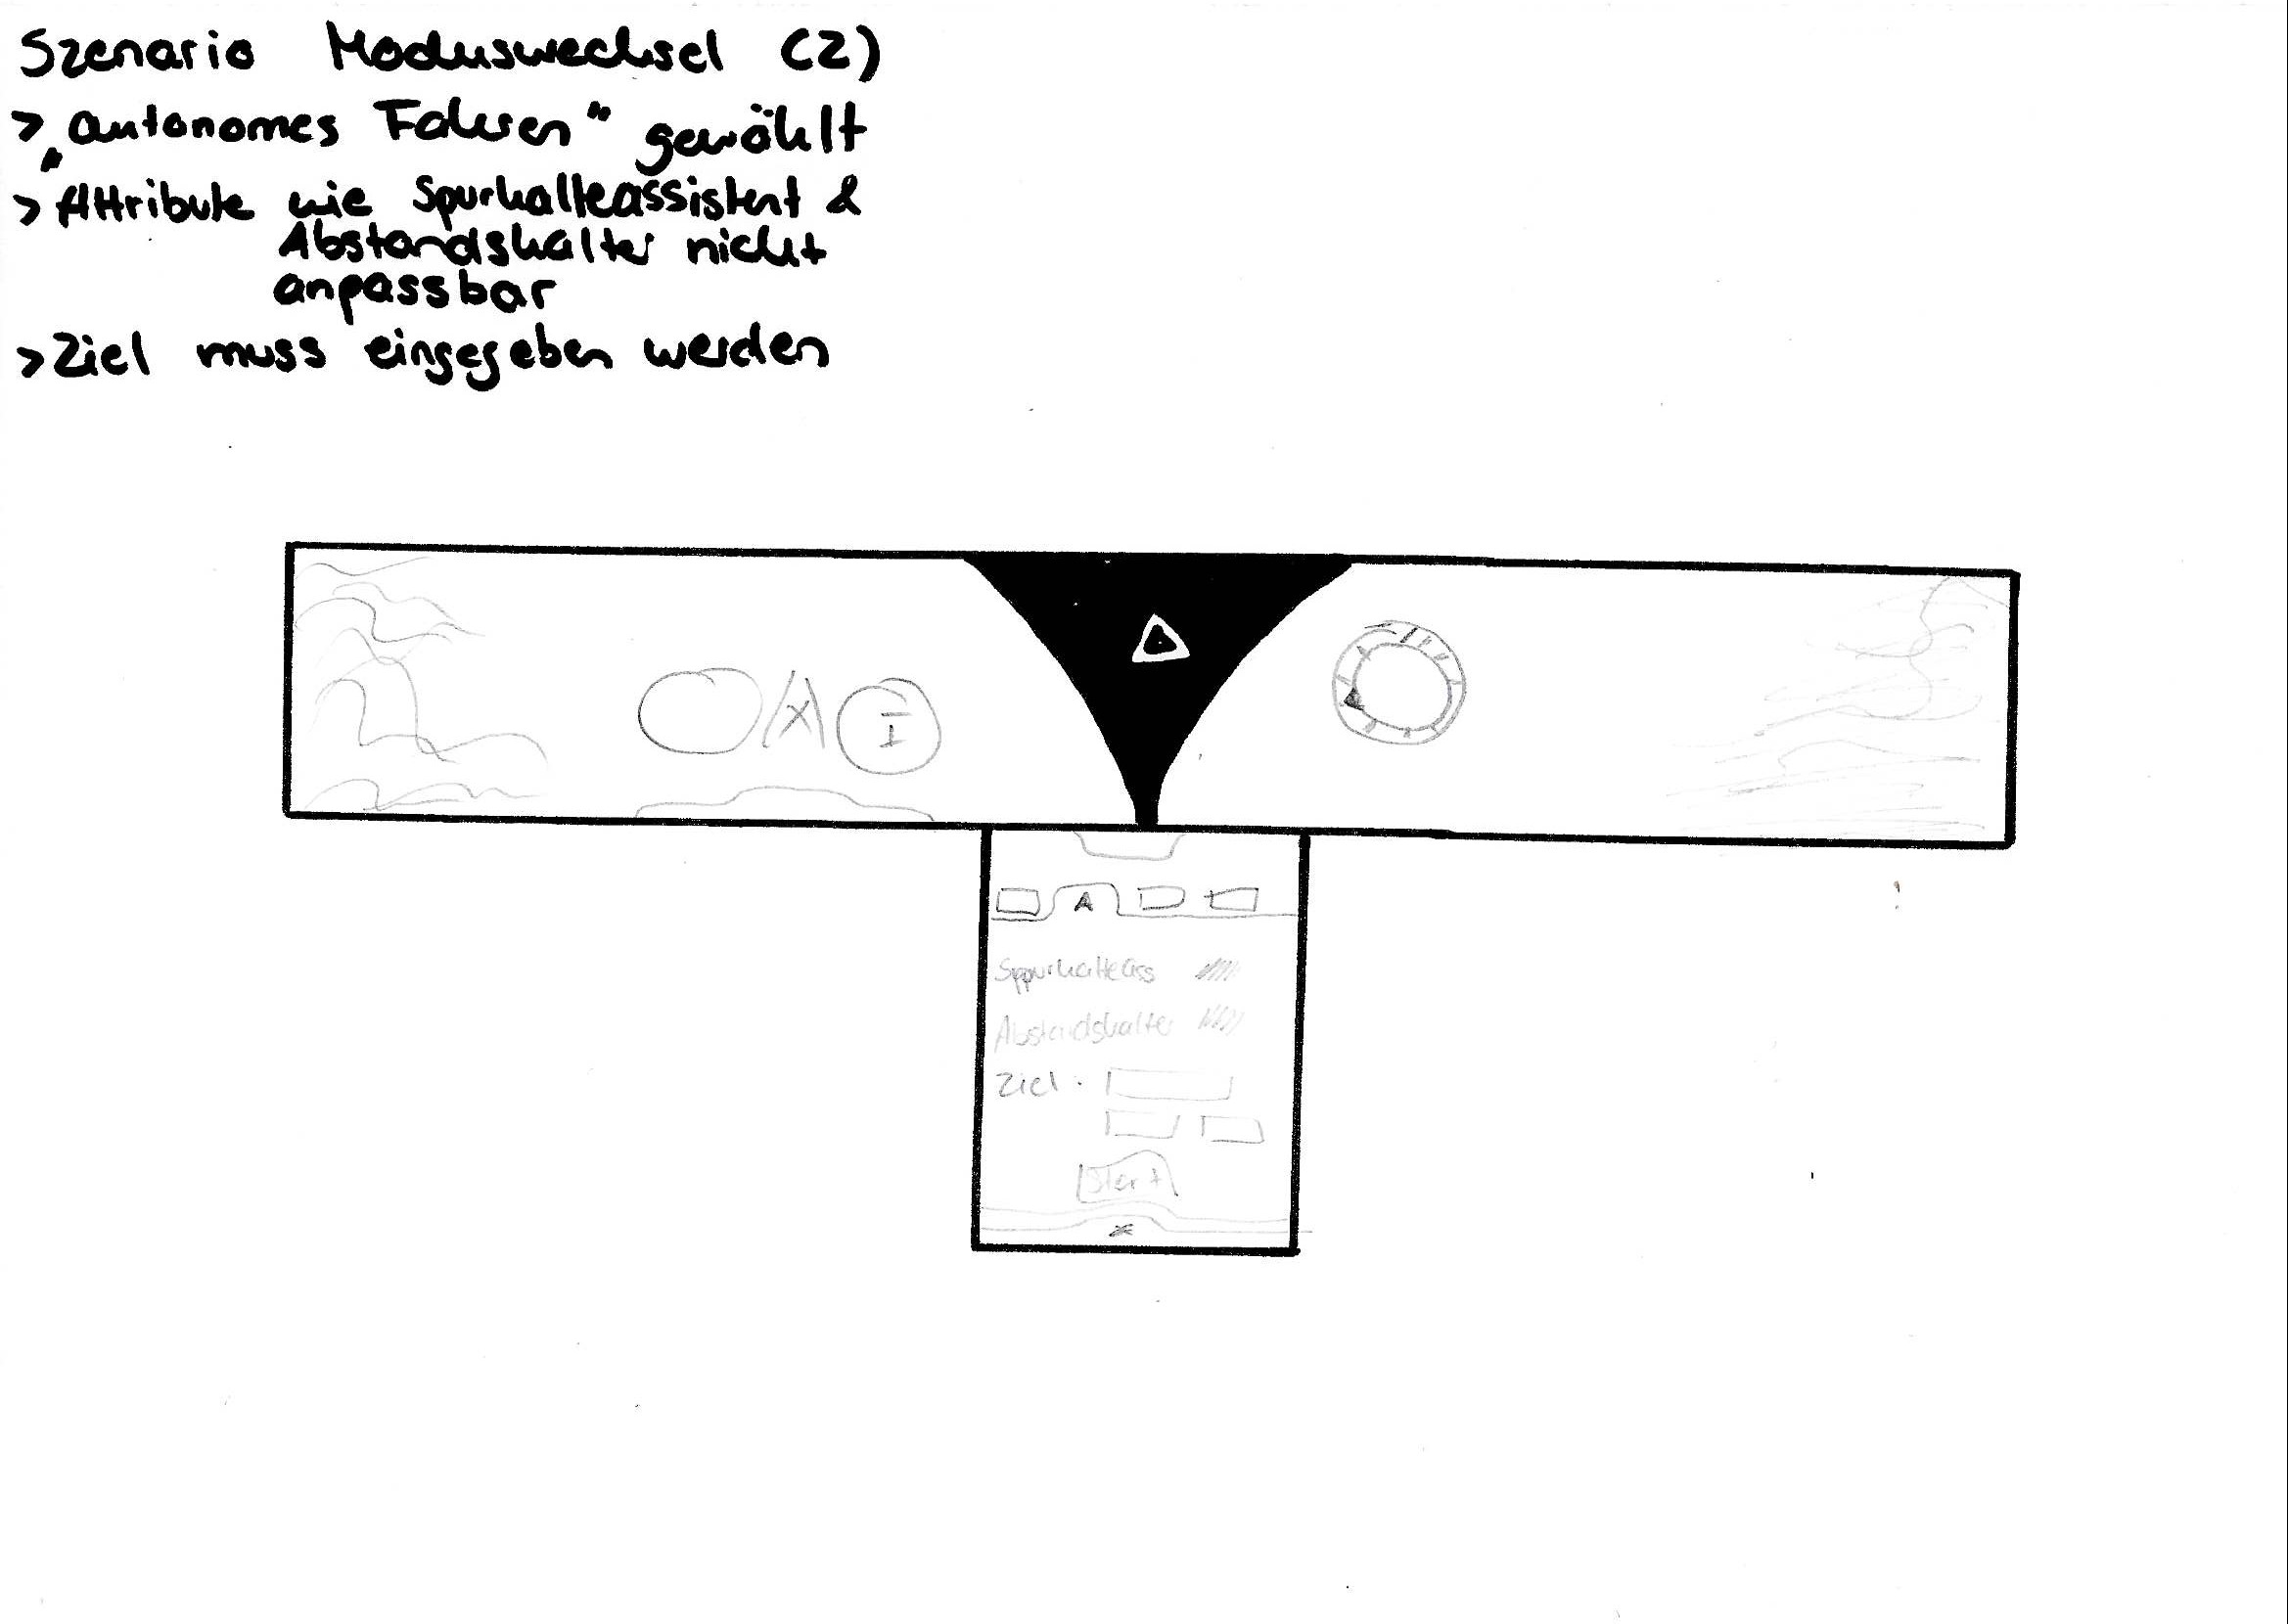 Szenario Moduswechsel (2)
> „autonomes Fahren" gewählt
> Attribute wie Spurhalteassistent &
Abstandshalter nicht
anpassbar
> Ziel muss eingegeben werden
X I
A
Sppurhalteass
Abstandshalter
Ziel:
Start